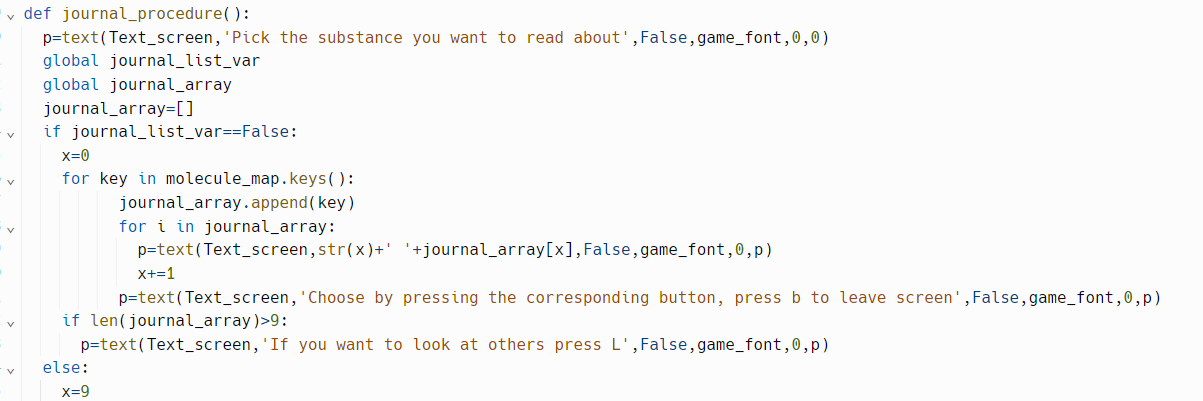 def journal_procedure():
  p=text(Text_screen,'Pick the substance you want to read about',False,game_font,0,0)
  global journal_list_var
  global journal_array
  journal_array=[]
  if journal_list_var==False:
    x=0
    for key in molecule_map.keys():
          journal_array.append(key)
          for i in journal_array:
            p=text(Text_screen,str(x)+' '+journal_array[x],False,game_font,0,p)
            x+=1
          p=text(Text_screen,'Choose by pressing the corresponding button, press b to leave screen',False,game_font,0,p)
    if len(journal_array)>9:
      p=text(Text_screen,'If you want to look at others press L',False,game_font,0,p)
  else:
    x=9